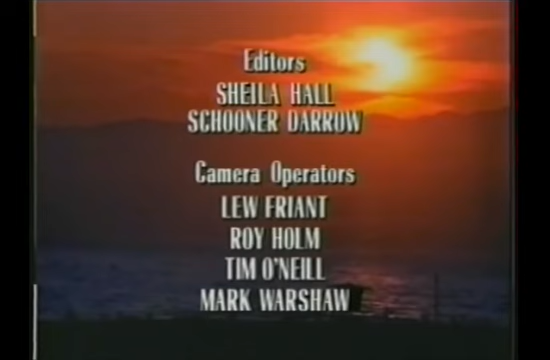 Editors
SHEILA HALL
SCHOONER DARROW
Camera Operators
LEW FRIANT
ROY HOLM
TIM O'NEILL
MARK WARSHAW